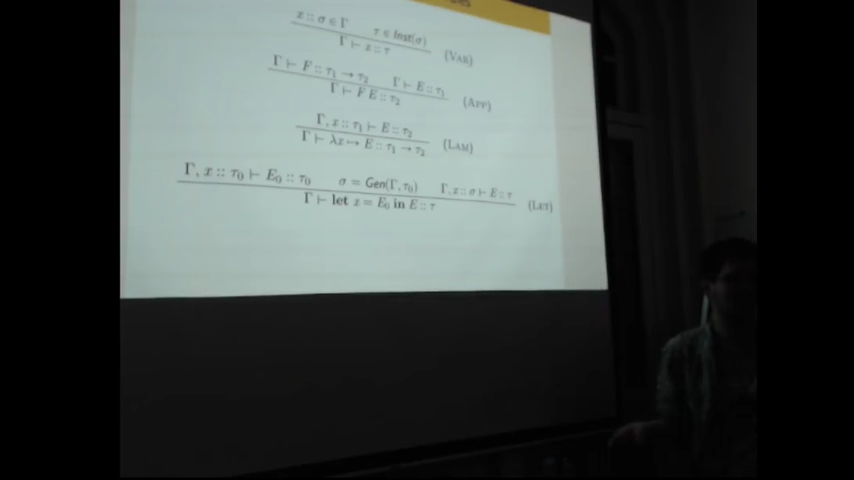 x :: σ ∈ Γ τ ∈ Inst(σ)
Γ ⊢ x :: τ (VAR)
Γ ⊢ F :: τ₁ → τ₂ Γ ⊢ E :: τ₁
Γ ⊢ F E :: τ₂ (APP)
Γ, x :: τ₁ ⊢ E :: τ₂
Γ ⊢ λx ↦ E :: τ₁ → τ₂ (LAM)
Γ, x :: τ₀ ⊢ E₀ :: τ₀ σ = Gen(Γ, τ₀) Γ, x :: σ ⊢ E :: τ
Γ ⊢ let x = E₀ in E :: τ (LET)